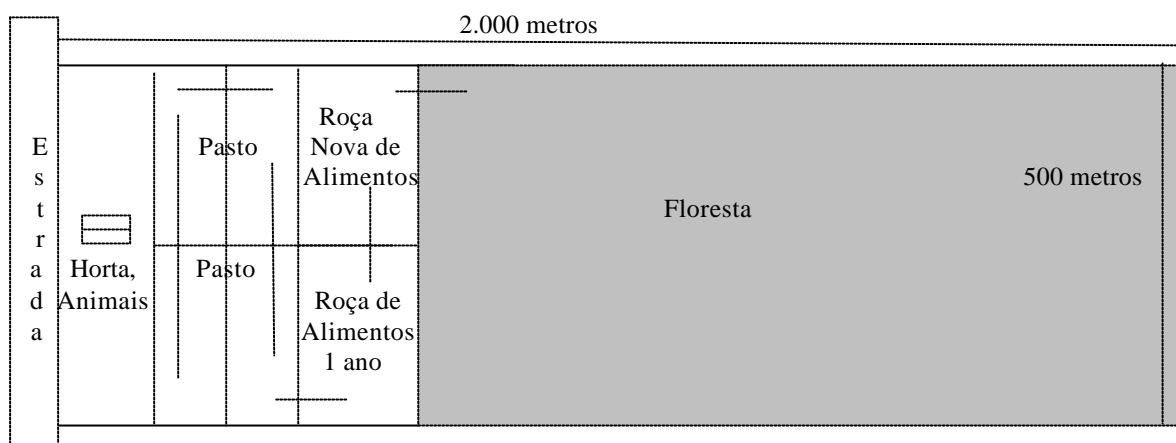 2.000 metros
Estrada
Horta,
Animais
Pasto
Pasto
Roça
Nova de
Alimentos
Roça de
Alimentos
1 ano
Floresta
500 metros